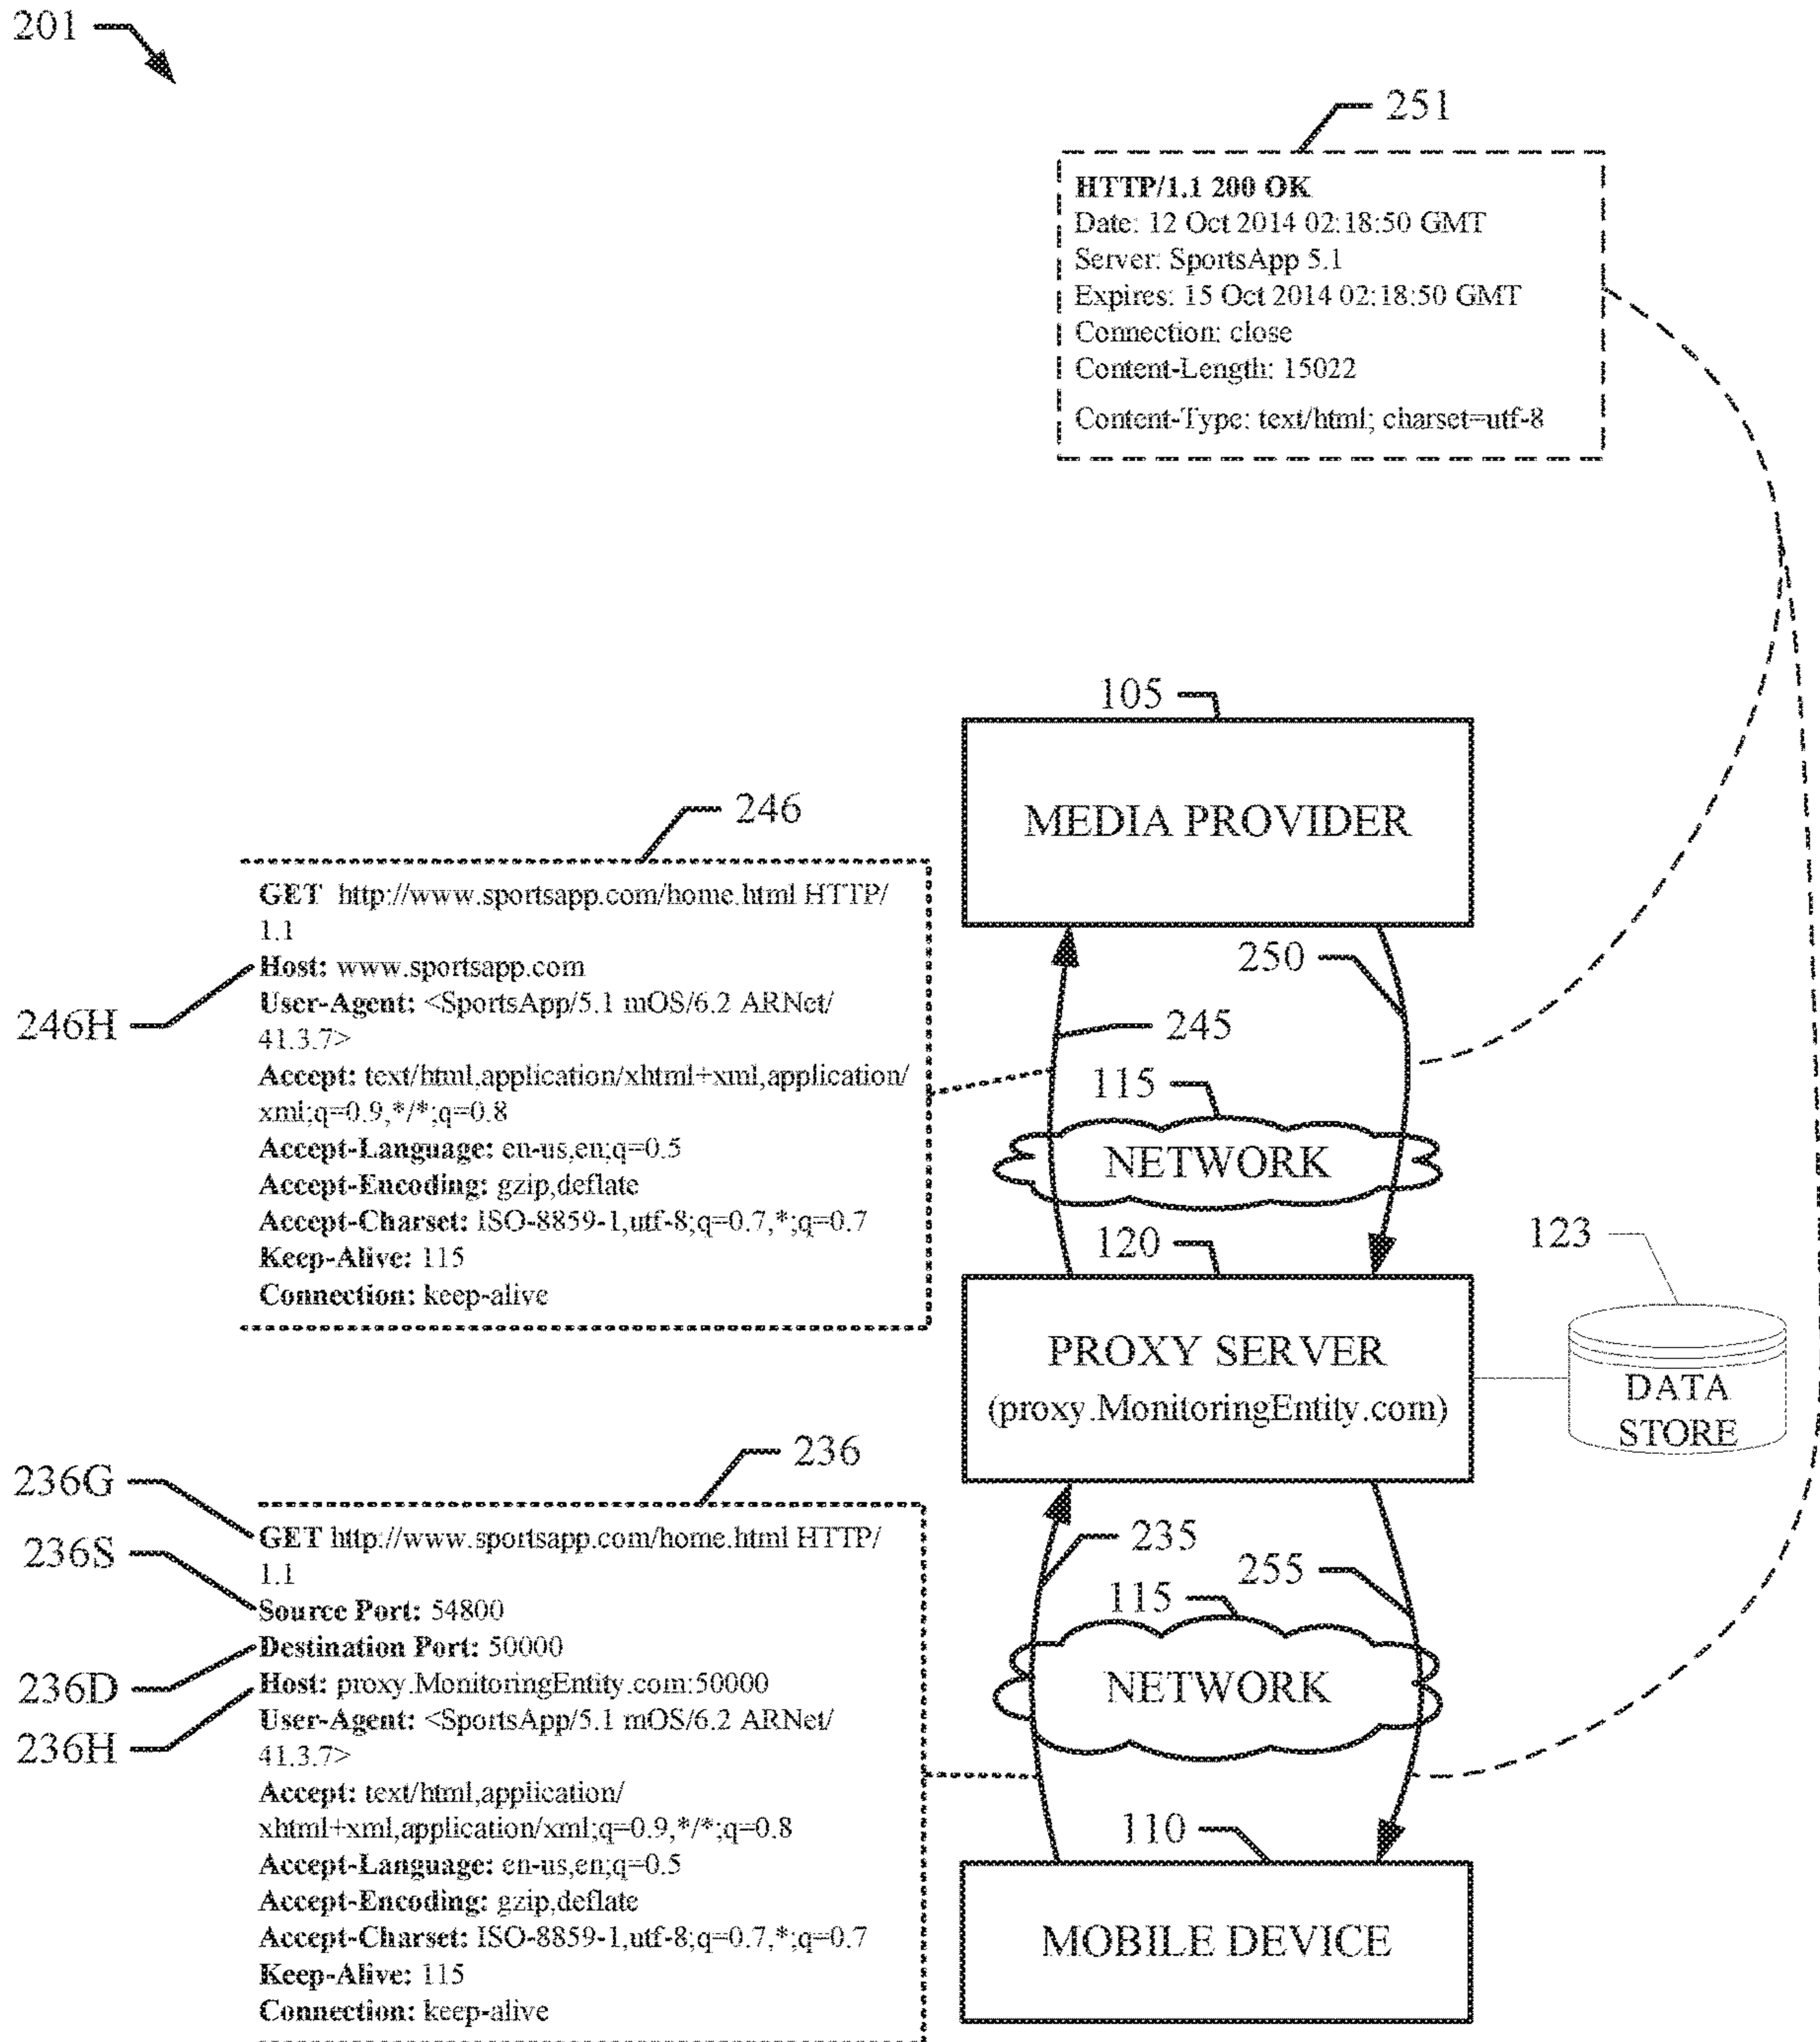 201
251
HTTP/1.1 200 OK
Date: 12 Oct 2014 02:18:50 GMT
Server: SportsApp 5.1
Expires: 15 Oct 2014 02:18:50 GMT
Connection: close
Content-Length: 15022
Content-Type: text/html; charset=utf-8
105
MEDIA PROVIDER
246
GET http://www.sportsapp.com/home.html HTTP/
1.1
Host: www.sportsapp.com
User-Agent: <SportsApp/5.1 mOS/6.2 ARNet/
41.3.7>
Accept: text/html,application/xhtml+xml,application/
xml;q=0.9,*/*;q=0.8
Accept-Language: en-us,en;q=0.5
Accept-Encoding: gzip,deflate
Accept-Charset: ISO-8859-1,utf-8;q=0.7,*;q=0.7
Keep-Alive: 115
Connection: keep-alive
246H
250
245
115
NETWORK
120
PROXY SERVER
(proxy.MonitoringEntity.com)
123
DATA
STORE
236
236G
236S
236D
236H
GET http://www.sportsapp.com/home.html HTTP/
1.1
Source Port: 54800
Destination Port: 50000
Host: proxy.MonitoringEntity.com:50000
User-Agent: <SportsApp/5.1 mOS/6.2 ARNet/
41.3.7>
Accept: text/html,application/
xhtml+xml,application/xml;q=0.9,*/*;q=0.8
Accept-Language: en-us,en;q=0.5
Accept-Encoding: gzip,deflate
Accept-Charset: ISO-8859-1,utf-8;q=0.7,*;q=0.7
Keep-Alive: 115
Connection: keep-alive
235
255
115
NETWORK
110
MOBILE DEVICE